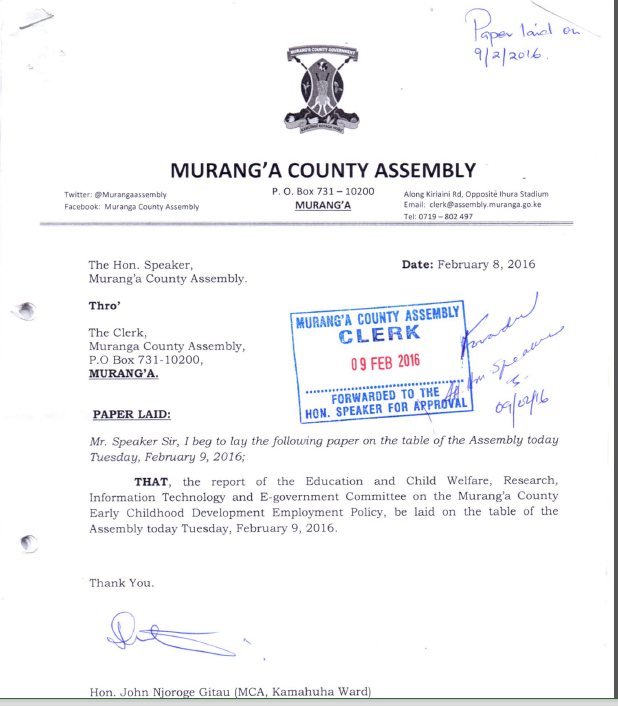 Paper laid on
9/2/2016.
MURANG'A COUNTY GOVERNMENT
MURANG'A COUNTY ASSEMBLY
Twitter: @Murangaassembly
Facebook: Muranga County Assembly
P. O. Box 731 – 10200
MURANG'A
Along Kiriaini Rd, Opposite Ihura Stadium
Email: clerk@assembly.muranga.go.ke
Tel: 0719 – 802 497
The Hon. Speaker,
Murang'a County Assembly.
Date: February 8, 2016
Thro'
The Clerk,
Muranga County Assembly,
P.O Box 731-10200,
MURANG'A.
MURANG'A COUNTY ASSEMBLY
CLERK
09 FEB 2016
FORWARDED TO THE
HON. SPEAKER FOR APPROVAL
Speaker
09/02/16
PAPER LAID:
Mr. Speaker Sir, I beg to lay the following paper on the table of the Assembly today
Tuesday, February 9, 2016;
THAT, the report of the Education and Child Welfare, Research,
Information Technology and E-government Committee on the Murang'a County
Early Childhood Development Employment Policy, be laid on the table of the
Assembly today Tuesday, February 9, 2016.
Thank You.
Hon. John Njoroge Gitau (MCA, Kamahuha Ward)